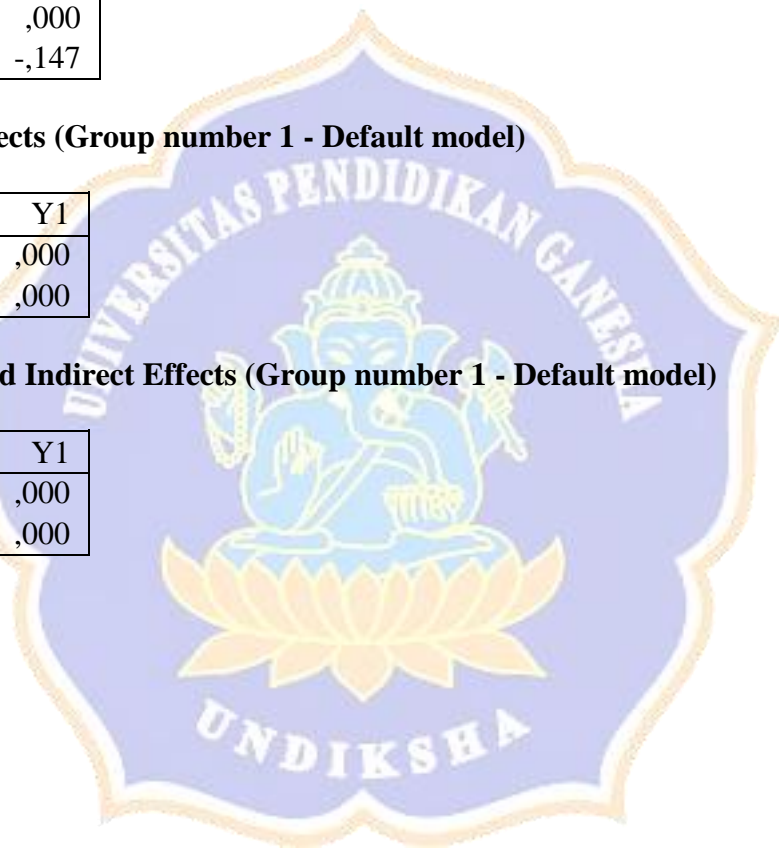 ,000
-,147
ects (Group number 1 - Default model)
Y1
,000
,000
d Indirect Effects (Group number 1 - Default model)
Y1
,000
,000
UNIVERSITAS PENDIDIKAN GANESHA
UNDIKSHA